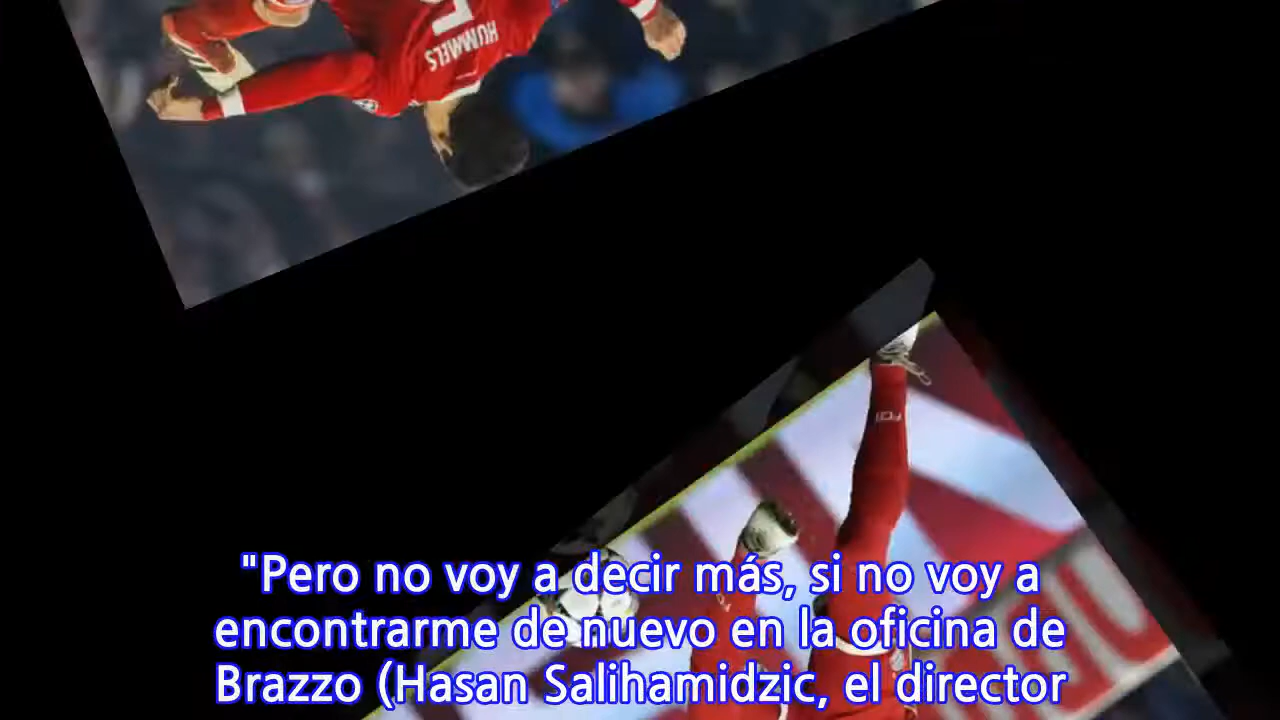 HUMMELS
"Pero no voy a decir más, si no voy a
encontrarme de nuevo en la oficina de
Brazzo (Hasan Salihamidzic, el director